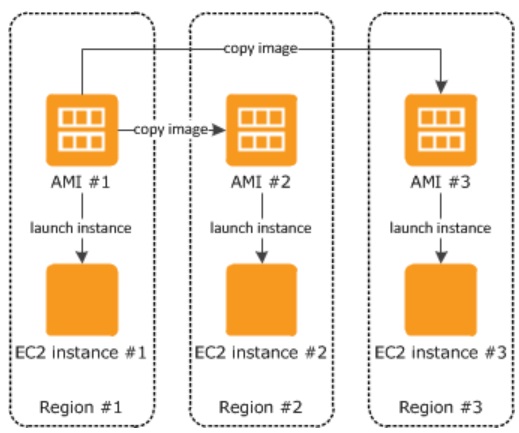 copy image
copy image
AMI #1
AMI #2
AMI #3
launch instance
launch instance
launch instance
EC2 instance #1
EC2 instance #2
EC2 instance #3
Region #1
Region #2
Region #3